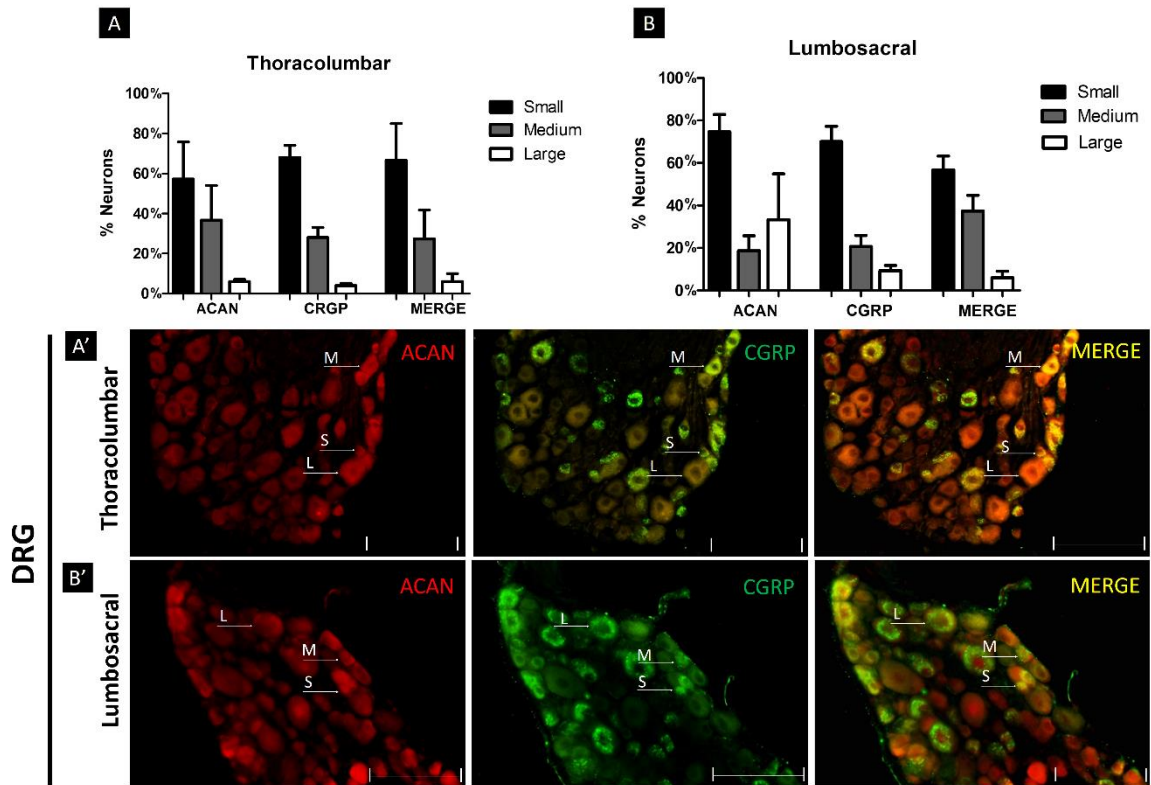 A
Thoracolumbar
100%
80%
60%
40%
20%
0%
% Neurons
ACAN
CRGP
MERGE
Small
Medium
Large
B
Lumbosacral
100%
80%
60%
40%
20%
0%
% Neurons
ACAN
CGRP
MERGE
Small
Medium
Large
DRG
A'
Thoracolumbar
ACAN
M
S
L
CGRP
M
S
L
MERGE
M
S
L
B'
Lumbosacral
ACAN
L
M
S
CGRP
L
M
S
MERGE
L
M
S